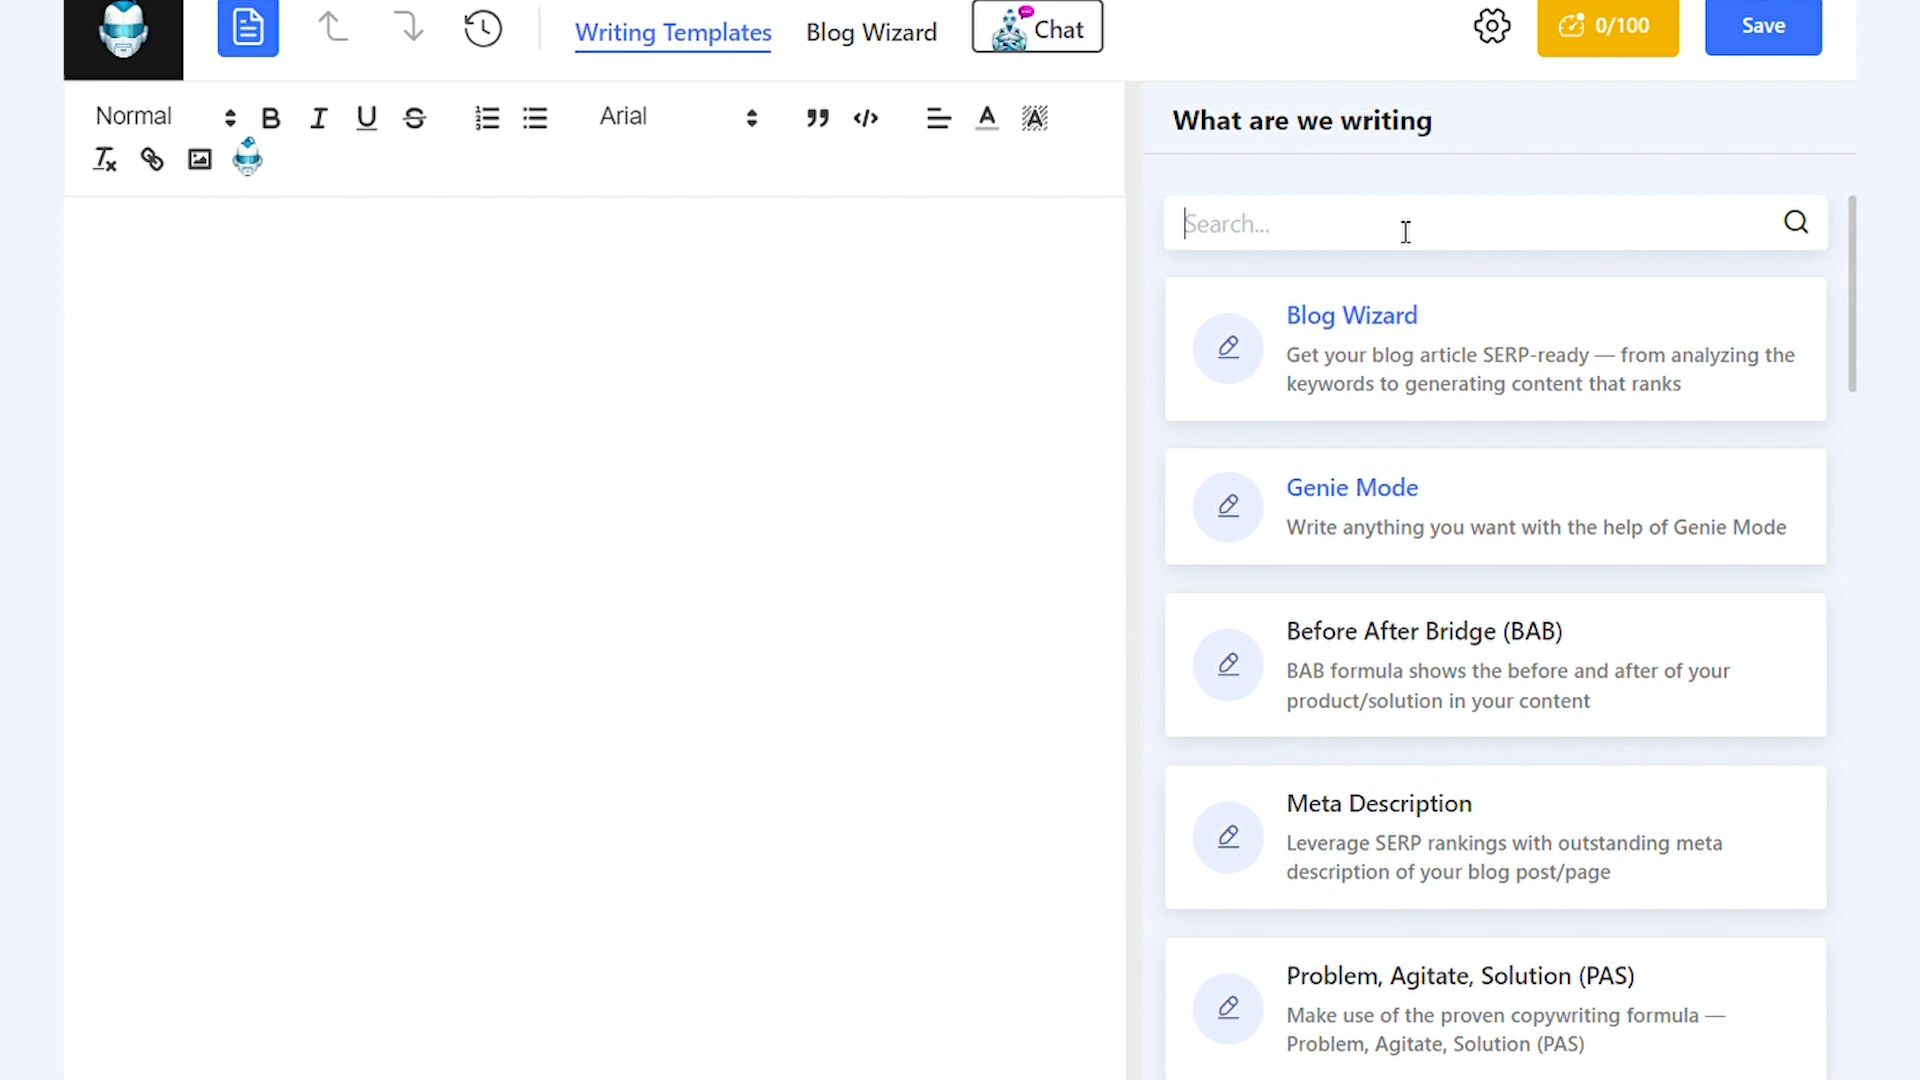 Writing Templates Blog Wizard Chat 0/100 Save
Normal Arial
What are we writing
Search...
Blog Wizard
Get your blog article SERP-ready — from analyzing the
keywords to generating content that ranks
Genie Mode
Write anything you want with the help of Genie Mode
Before After Bridge (BAB)
BAB formula shows the before and after of your
product/solution in your content
Meta Description
Leverage SERP rankings with outstanding meta
description of your blog post/page
Problem, Agitate, Solution (PAS)
Make use of the proven copywriting formula —
Problem, Agitate, Solution (PAS)